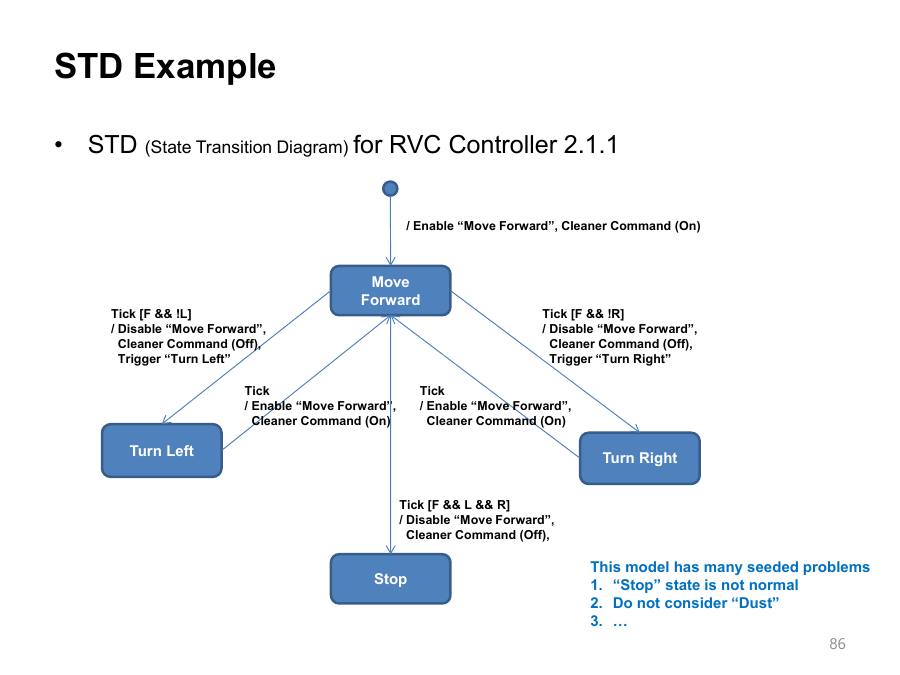 STD Example
• STD (State Transition Diagram) for RVC Controller 2.1.1
/ Enable “Move Forward”, Cleaner Command (On)
Move
Forward
Tick [F && !L]
/ Disable “Move Forward”,
Cleaner Command (Off),
Trigger “Turn Left”
Tick [F && !R]
/ Disable “Move Forward”,
Cleaner Command (Off),
Trigger “Turn Right”
Tick
/ Enable “Move Forward”,
Cleaner Command (On)
Tick
/ Enable “Move Forward”,
Cleaner Command (On)
Turn Left
Turn Right
Tick [F && L && R]
/ Disable “Move Forward”,
Cleaner Command (Off),
Stop
This model has many seeded problems
1. “Stop” state is not normal
2. Do not consider “Dust”
3. …
86